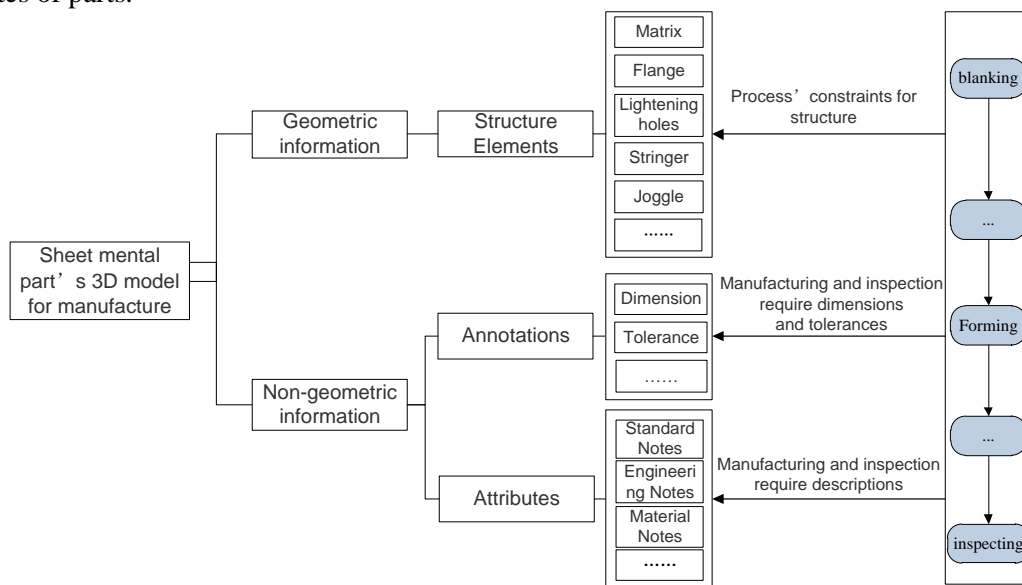 tes of parts.
Matrix
Flange
Lightening
holes
Stringer
Joggle
......
Geometric
information
Structure
Elements
Process' constraints for
structure
blanking
...
Sheet mental
part's 3D model
for manufacture
Dimension
Tolerance
......
Annotations
Manufacturing and inspection
require dimensions
and tolerances
Forming
Non-geometric
information
Standard
Notes
Engineeri
ng Notes
Material
Notes
......
Attributes
Manufacturing and inspection
require descriptions
...
inspecting